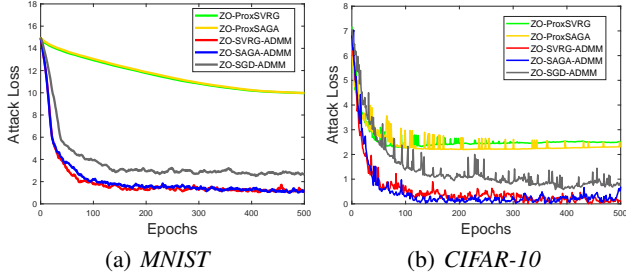 18
16
14
12
10
8
6
4
2
0
Attack Loss
0 100 200 300 400 500
Epochs
ZO-ProxSVRG
ZO-ProxSAGA
ZO-SVRG-ADMM
ZO-SAGA-ADMM
ZO-SGD-ADMM
(a) MNIST
8
7
6
5
4
3
2
1
0
Attack Loss
0 100 200 300 400 500
Epochs
ZO-ProxSVRG
ZO-ProxSAGA
ZO-SVRG-ADMM
ZO-SAGA-ADMM
ZO-SGD-ADMM
(b) CIFAR-10